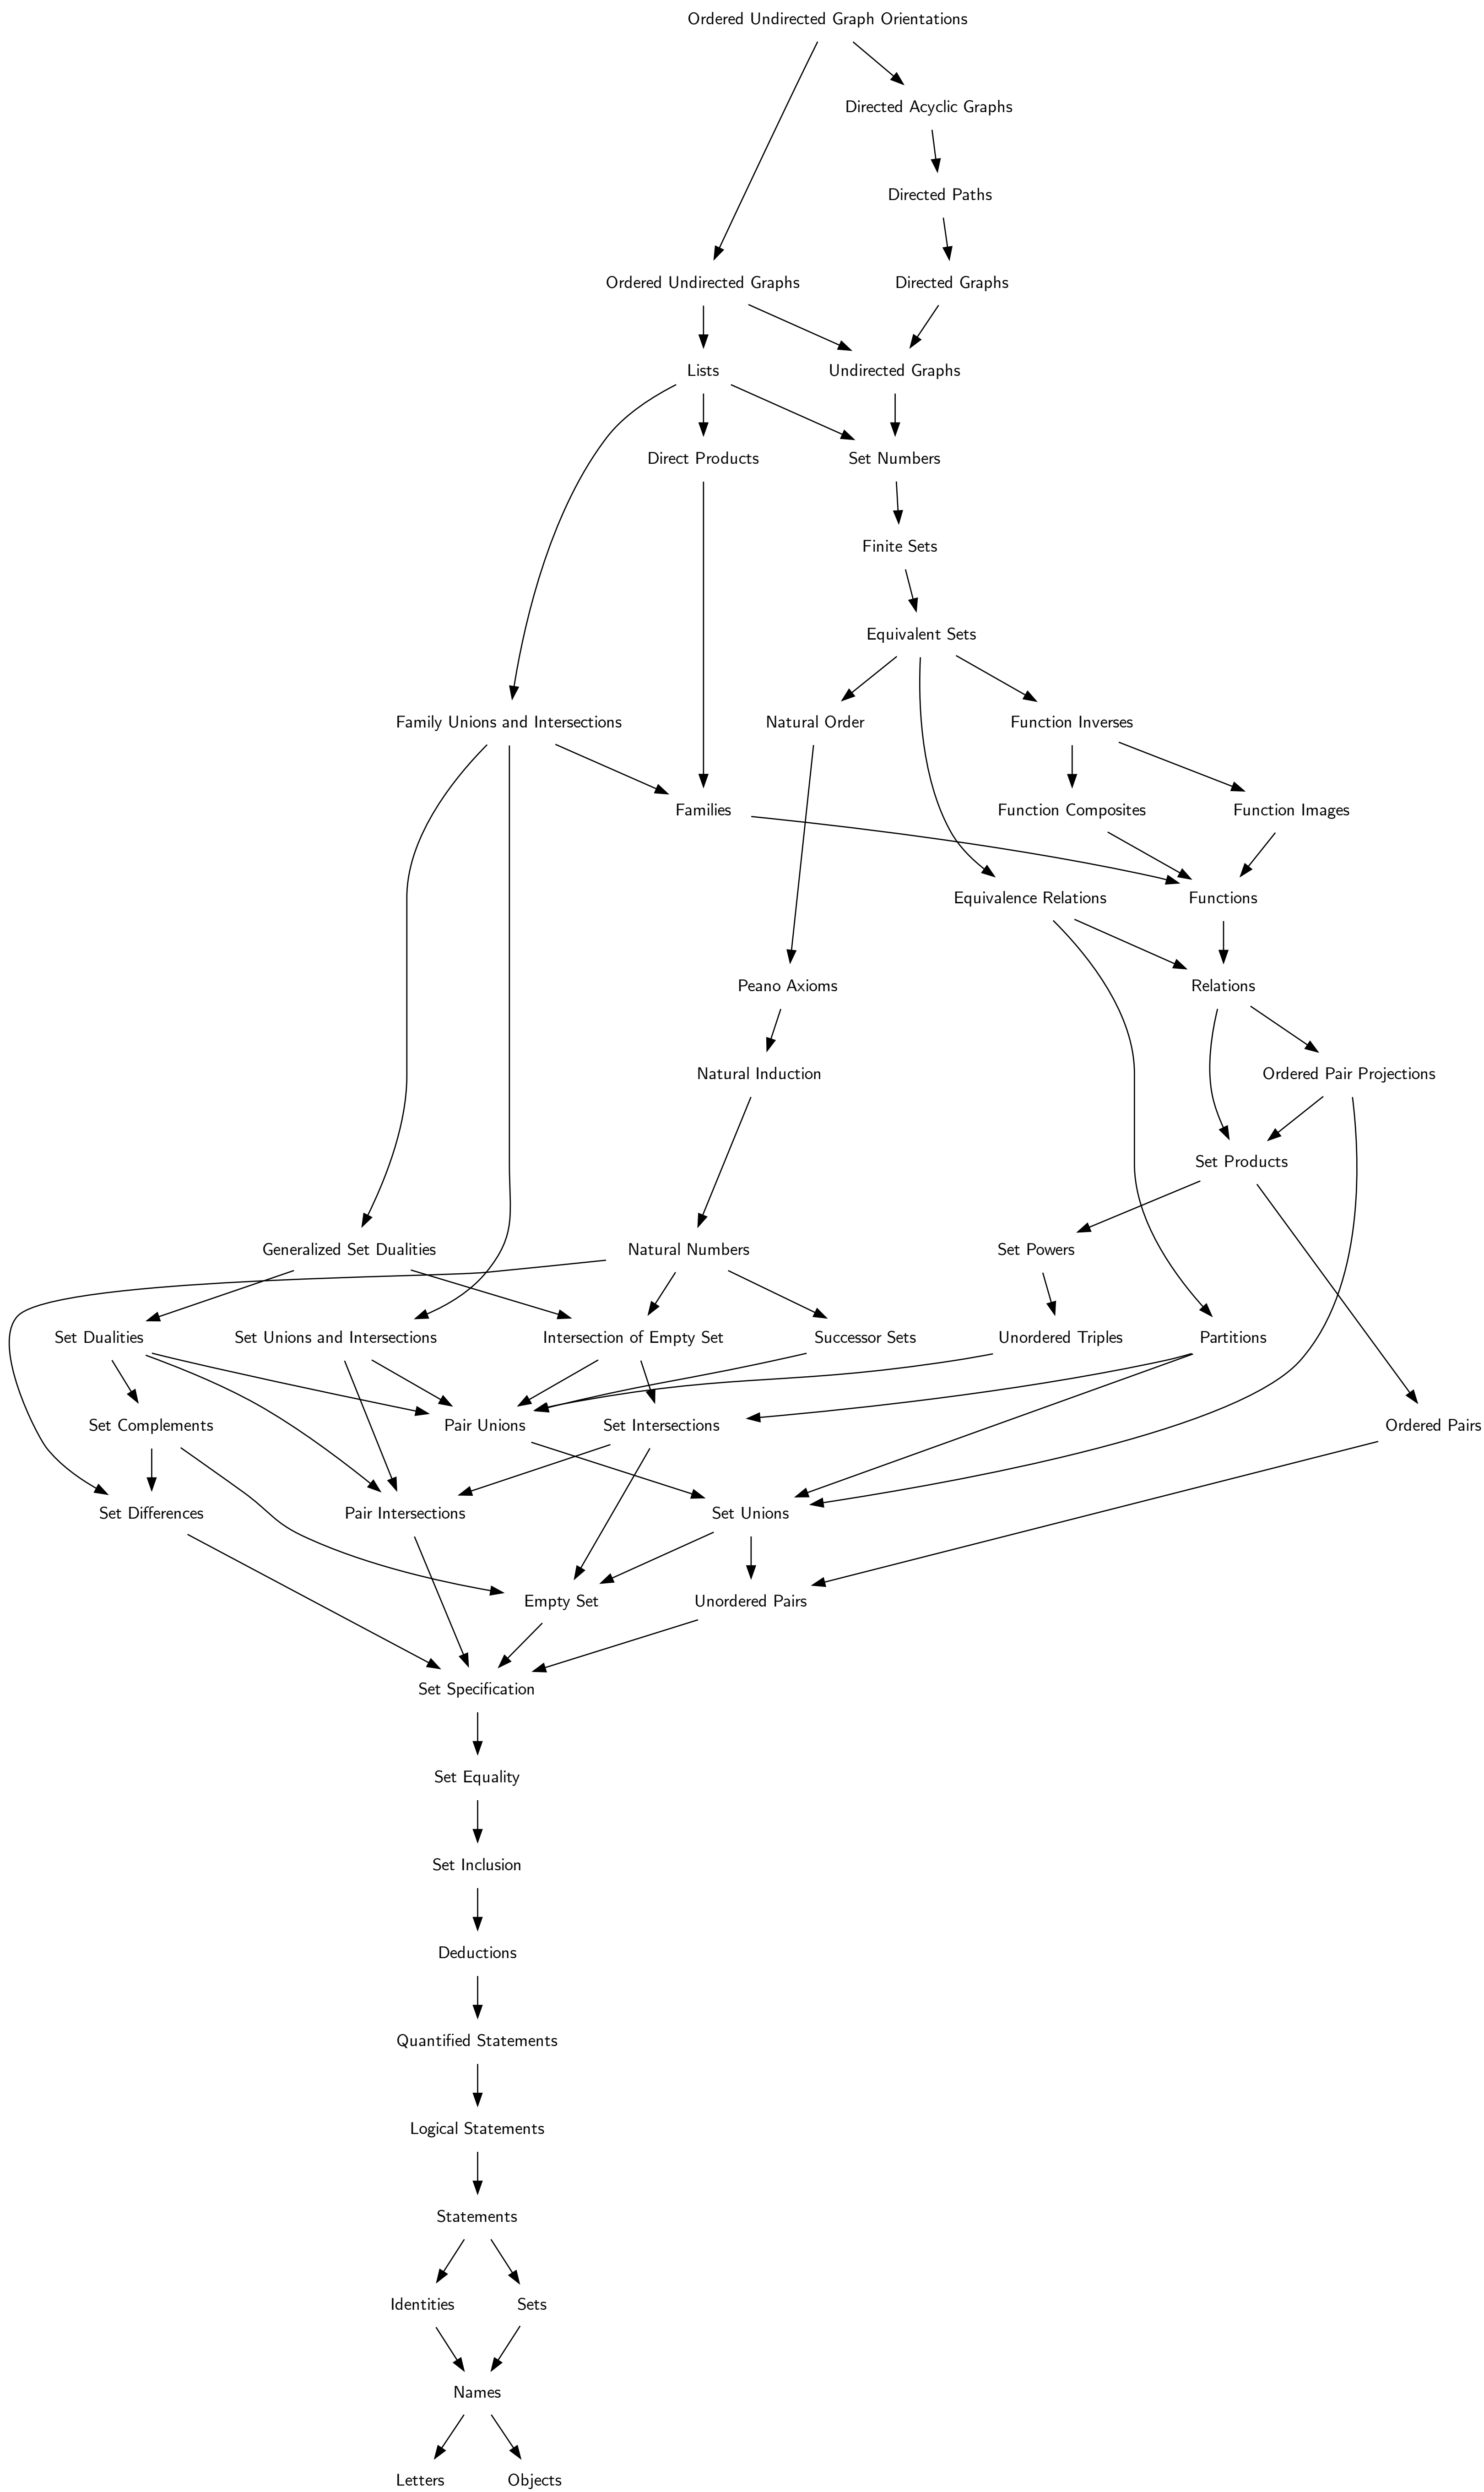 Ordered Undirected Graph Orientations
Directed Acyclic Graphs
Directed Paths
Ordered Undirected Graphs
Directed Graphs
Lists
Undirected Graphs
Direct Products
Set Numbers
Finite Sets
Equivalent Sets
Family Unions and Intersections
Natural Order
Function Inverses
Families
Function Composites
Function Images
Equivalence Relations
Functions
Peano Axioms
Relations
Natural Induction
Ordered Pair Projections
Set Products
Generalized Set Dualities
Natural Numbers
Set Powers
Set Dualities
Set Unions and Intersections
Intersection of Empty Set
Successor Sets
Unordered Triples
Partitions
Set Complements
Pair Unions
Set Intersections
Ordered Pairs
Set Differences
Pair Intersections
Set Unions
Empty Set
Unordered Pairs
Set Specification
Set Equality
Set Inclusion
Deductions
Quantified Statements
Logical Statements
Statements
Identities
Sets
Names
Letters
Objects